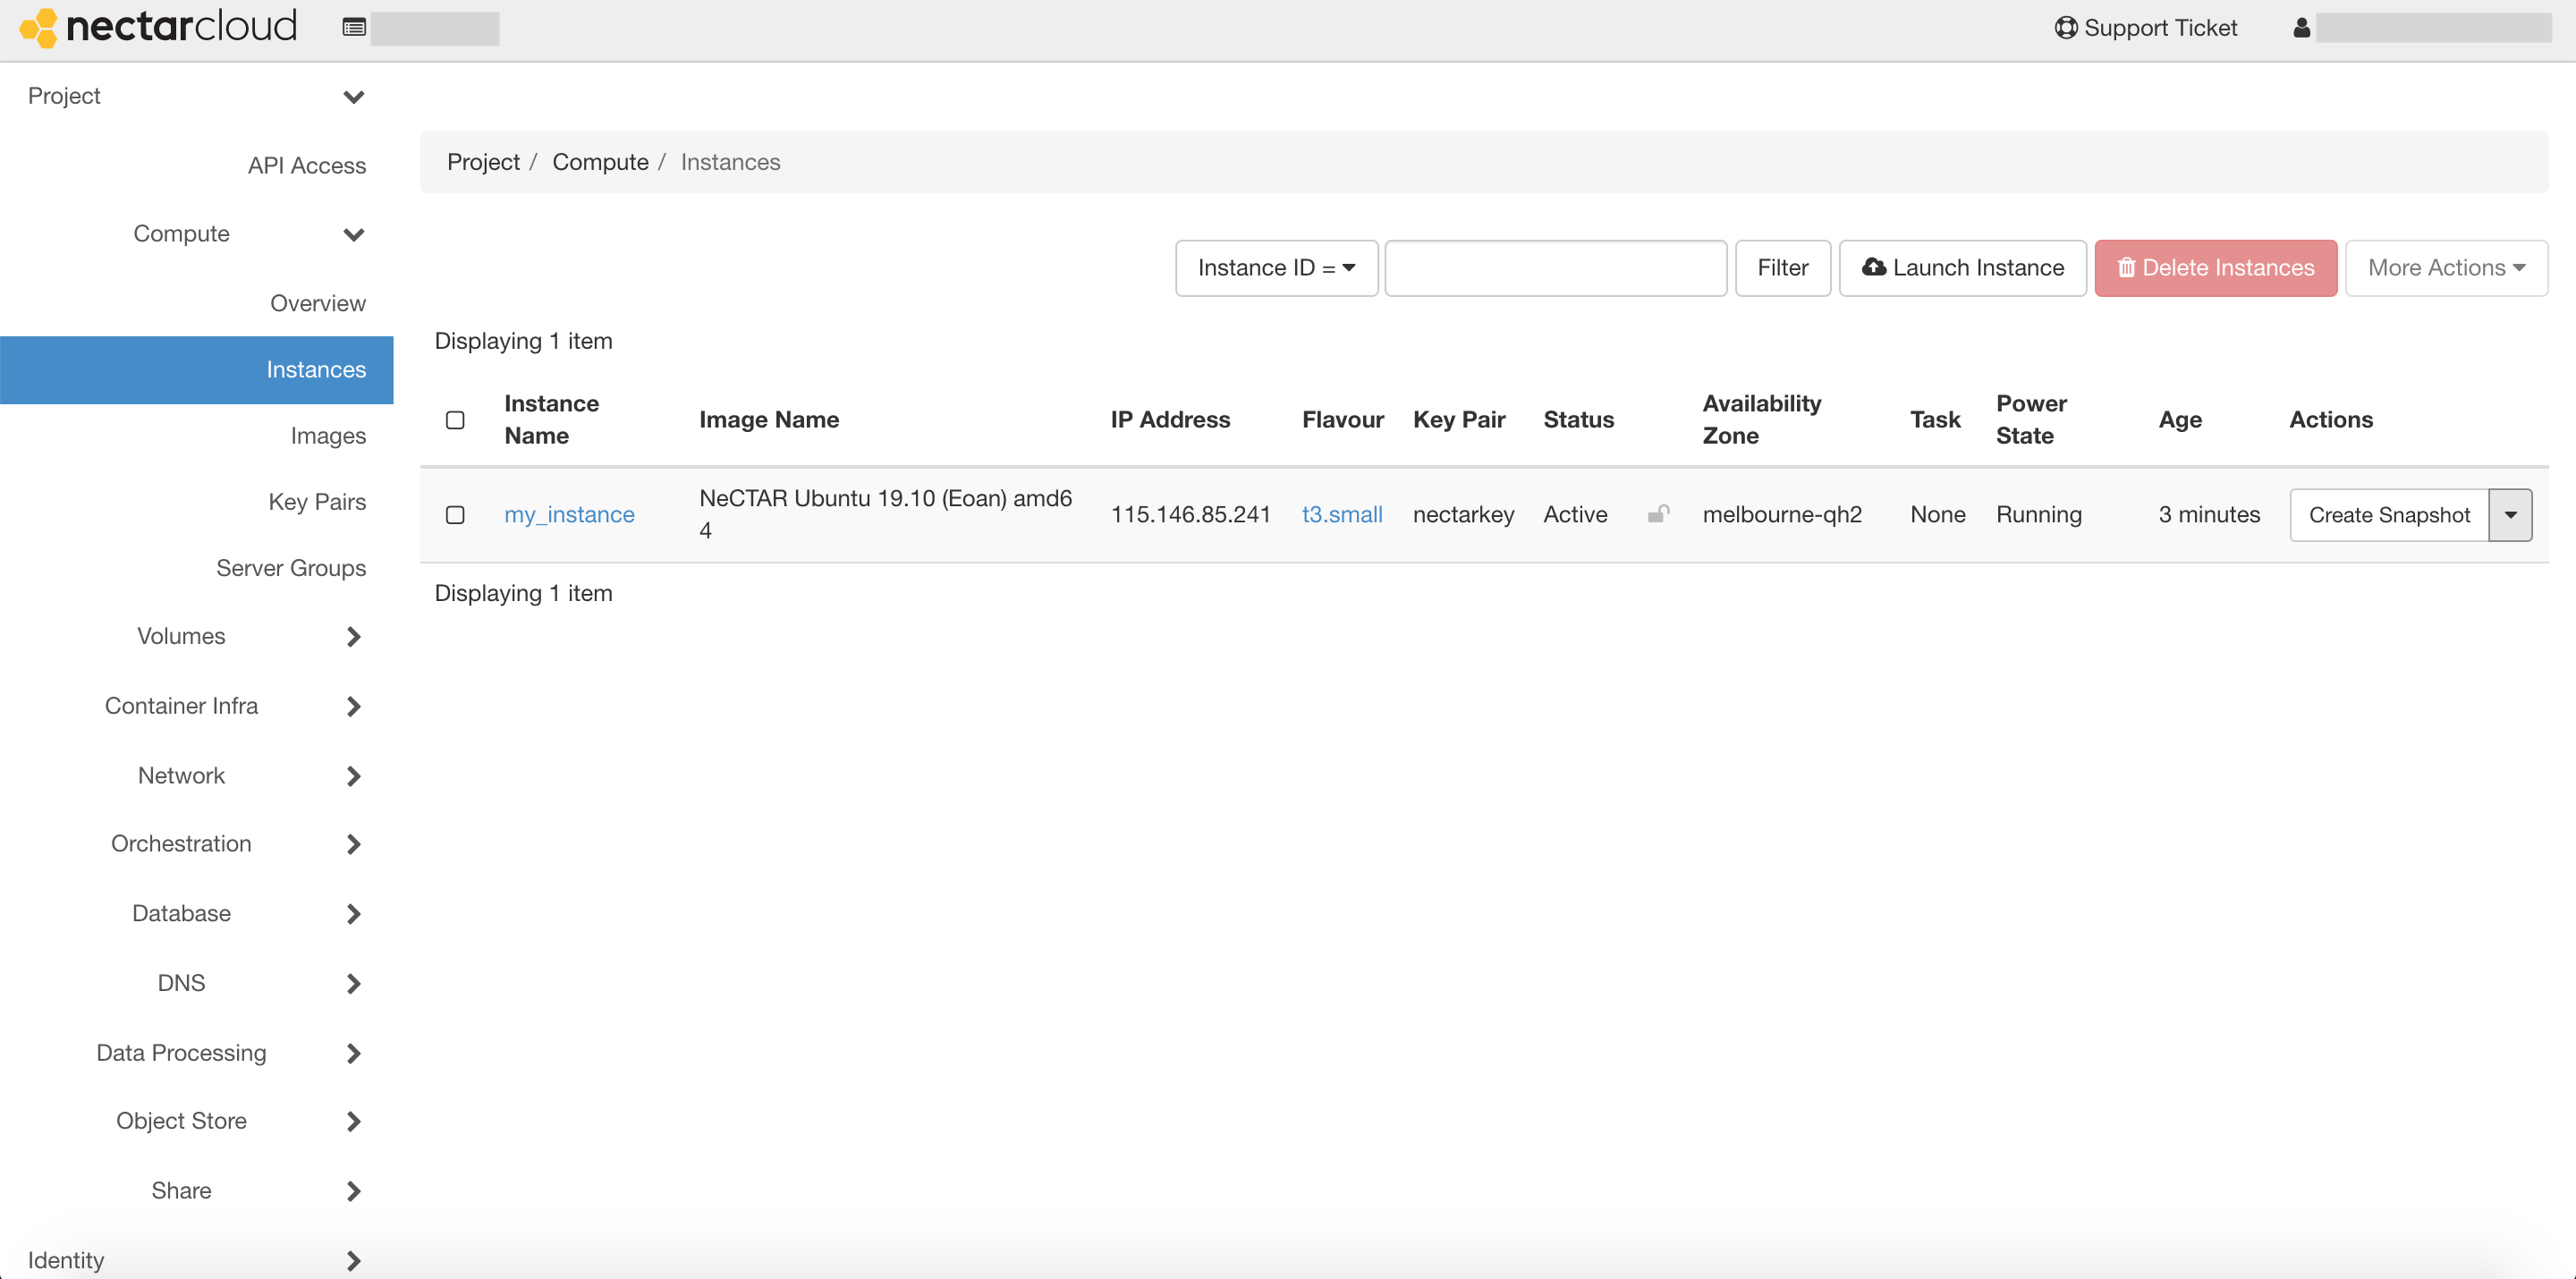 nectarcloud
Support Ticket
Project
API Access
Compute
Overview
Instances
Images
Key Pairs
Server Groups
Volumes
Container Infra
Network
Orchestration
Database
DNS
Data Processing
Object Store
Share
Identity
Project / Compute / Instances
Instance ID = Filter Launch Instance Delete Instances More Actions
Displaying 1 item
Instance Name Image Name IP Address Flavour Key Pair Status Availability Zone Task Power State Age Actions
my_instance NeCTAR Ubuntu 19.10 (Eoan) amd6
4 115.146.85.241 t3.small nectarkey Active melbourne-qh2 None Running 3 minutes Create Snapshot
Displaying 1 item